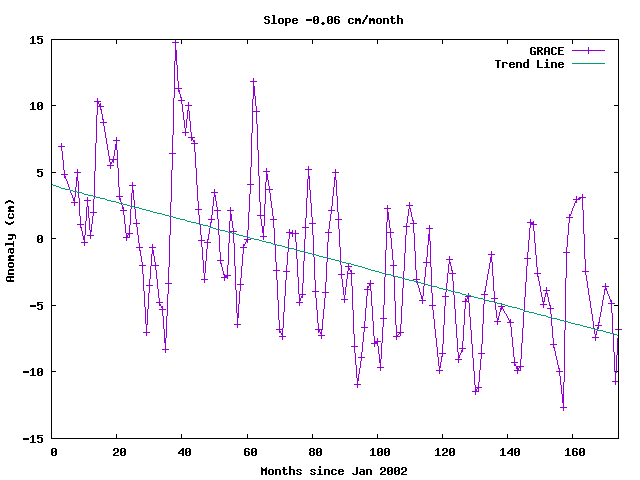 Slope -0.06 cm/month
15
10
5
0
-5
-10
-15
Anomaly (cm)
GRACE
Trend Line
0 20 40 60 80 100 120 140 160
Months since Jan 2002